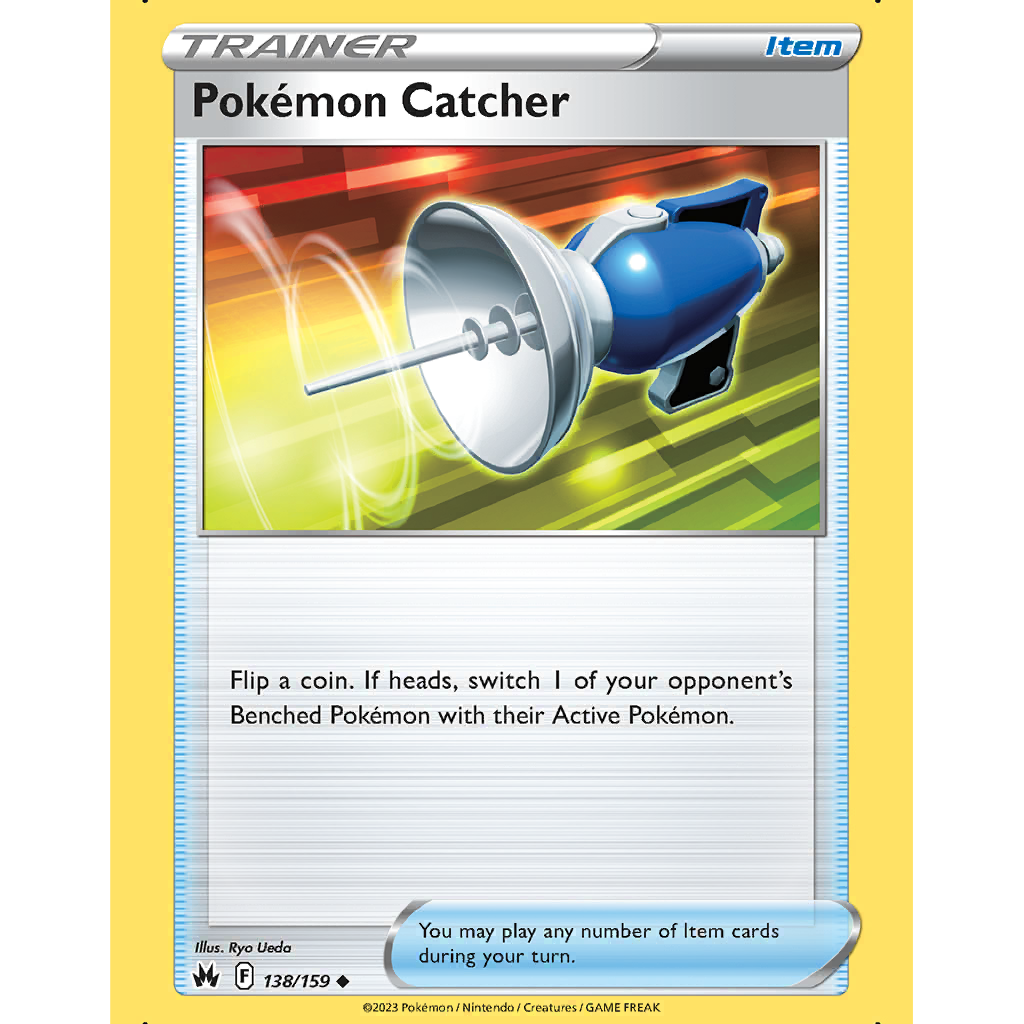 TRAINER
Item
Pokémon Catcher
Flip a coin. If heads, switch 1 of your opponent's
Benched Pokémon with their Active Pokémon.
You may play any number of Item cards
during your turn.
Illus. Ryo Ueda
F 138/159 ◆
©2023 Pokémon / Nintendo / Creatures / GAME FREAK